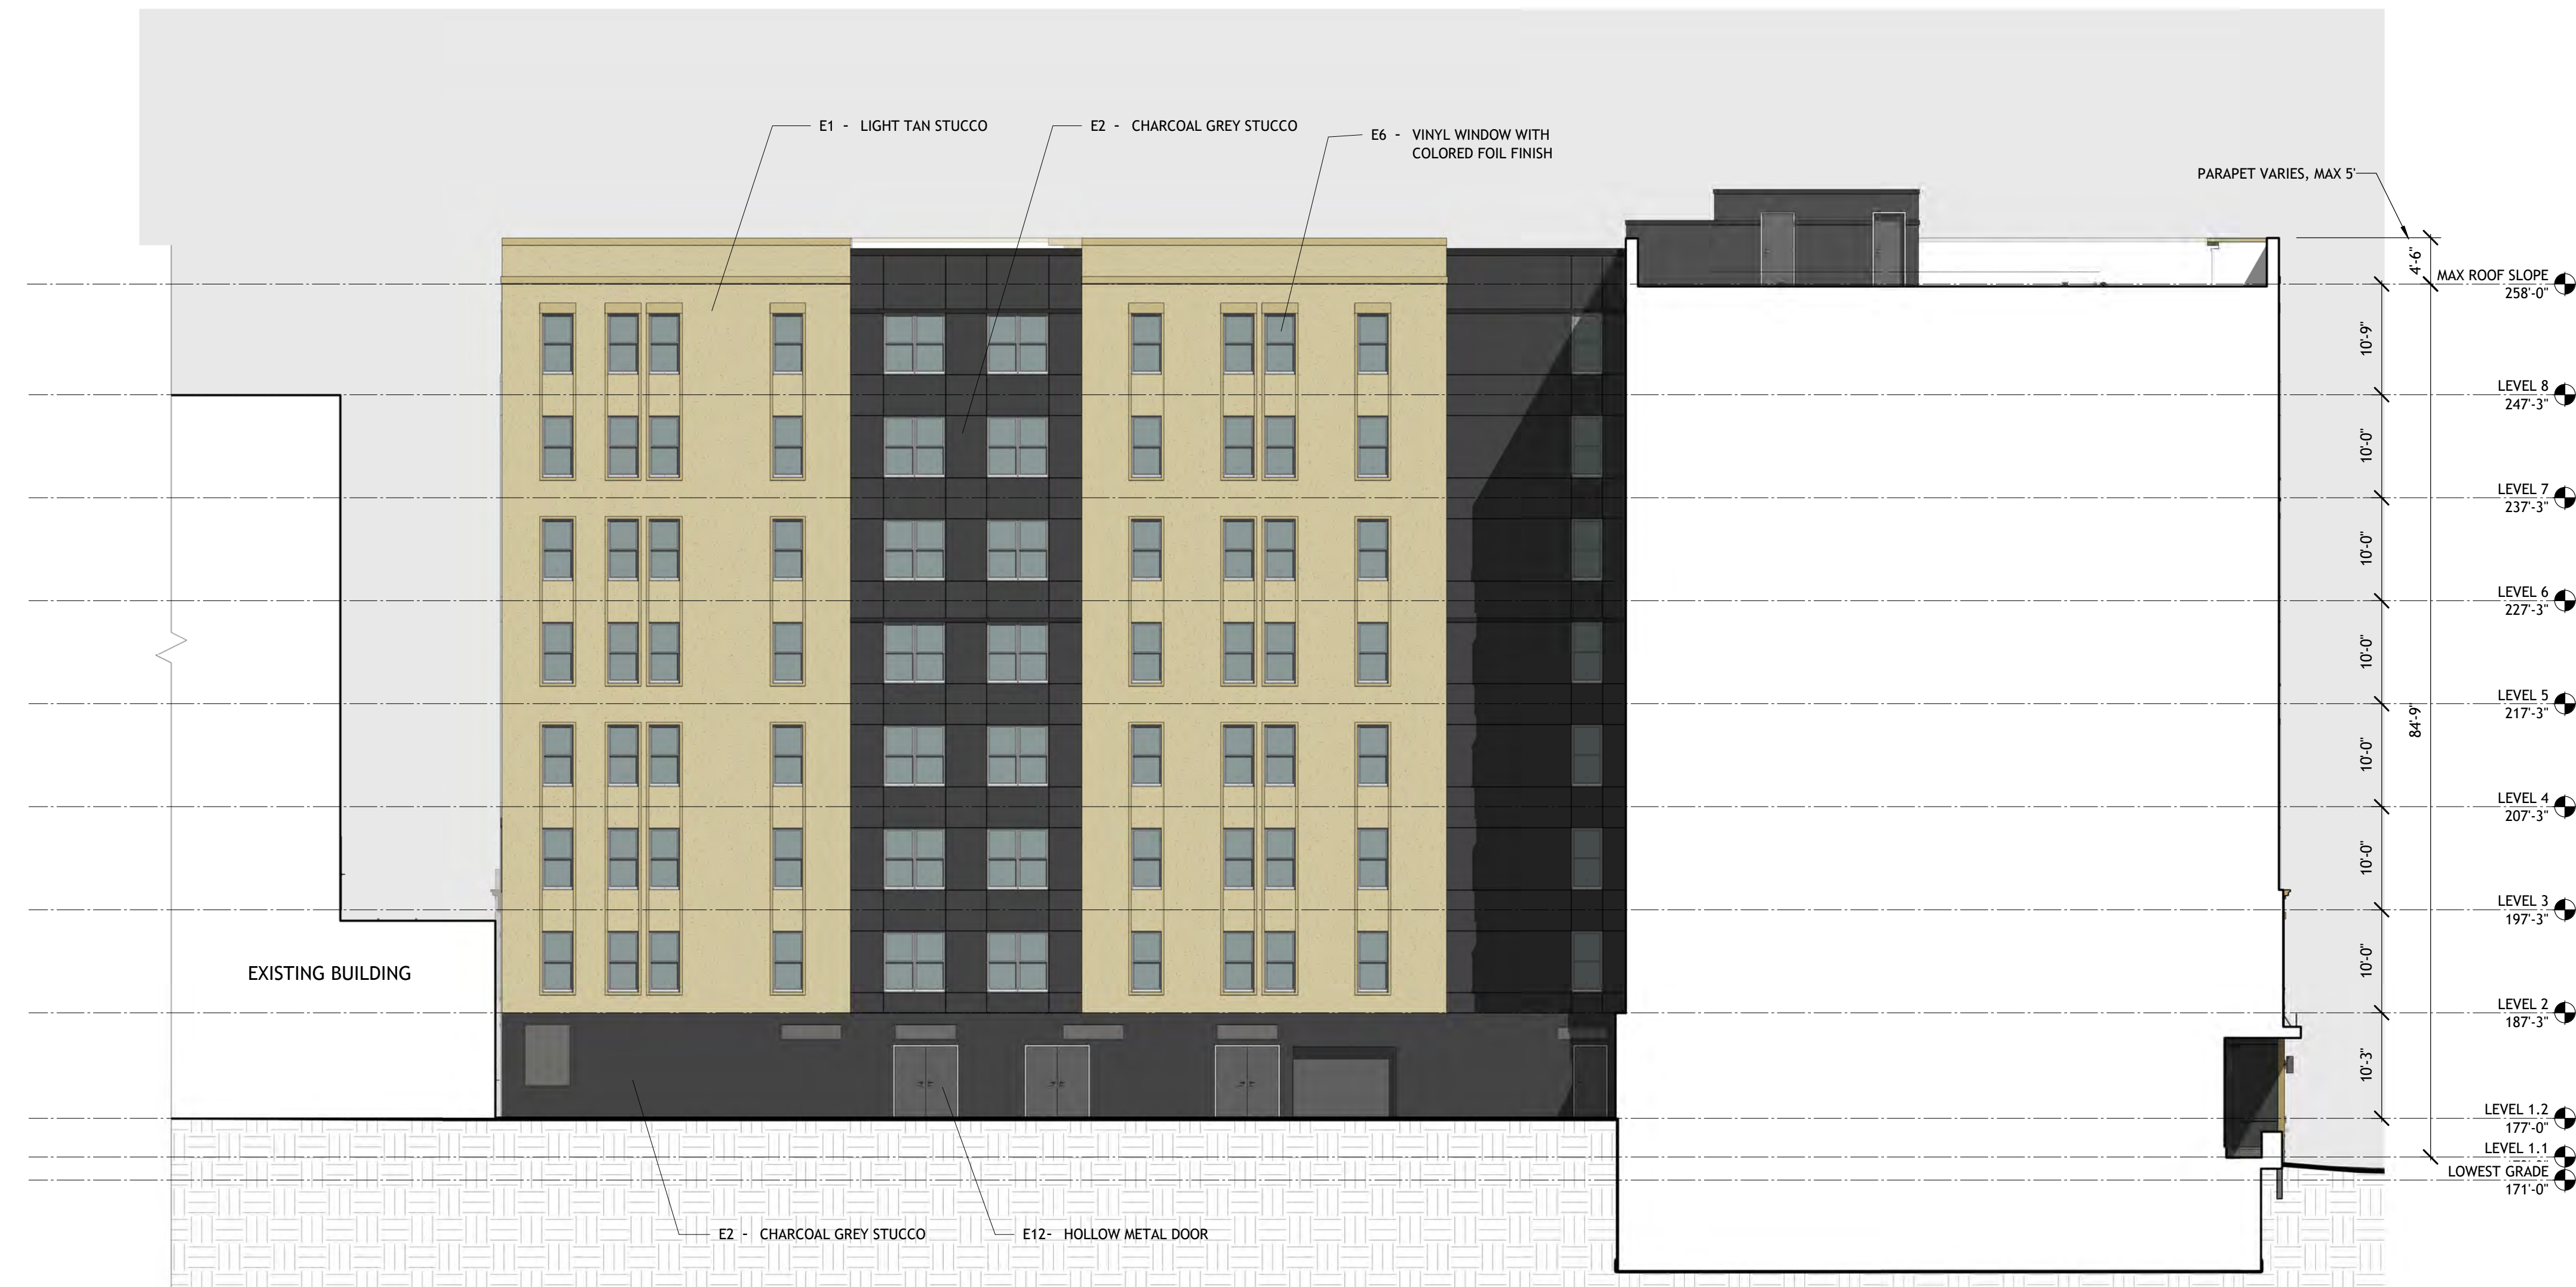 E1 - LIGHT TAN STUCCO
E2 - CHARCOAL GREY STUCCO
E6 - VINYL WINDOW WITH
COLORED FOIL FINISH
PARAPET VARIES, MAX 5'
4'-6"
MAX ROOF SLOPE
258'-0"
10'-9"
LEVEL 8
247'-3"
10'-0"
LEVEL 7
237'-3"
10'-0"
LEVEL 6
227'-3"
10'-0"
LEVEL 5
217'-3"
84'-9"
10'-0"
LEVEL 4
207'-3"
10'-0"
LEVEL 3
197'-3"
10'-0"
EXISTING BUILDING
LEVEL 2
187'-3"
10'-3"
LEVEL 1.2
177'-0"
LEVEL 1.1
LOWEST GRADE
171'-0"
E2 - CHARCOAL GREY STUCCO
E12- HOLLOW METAL DOOR